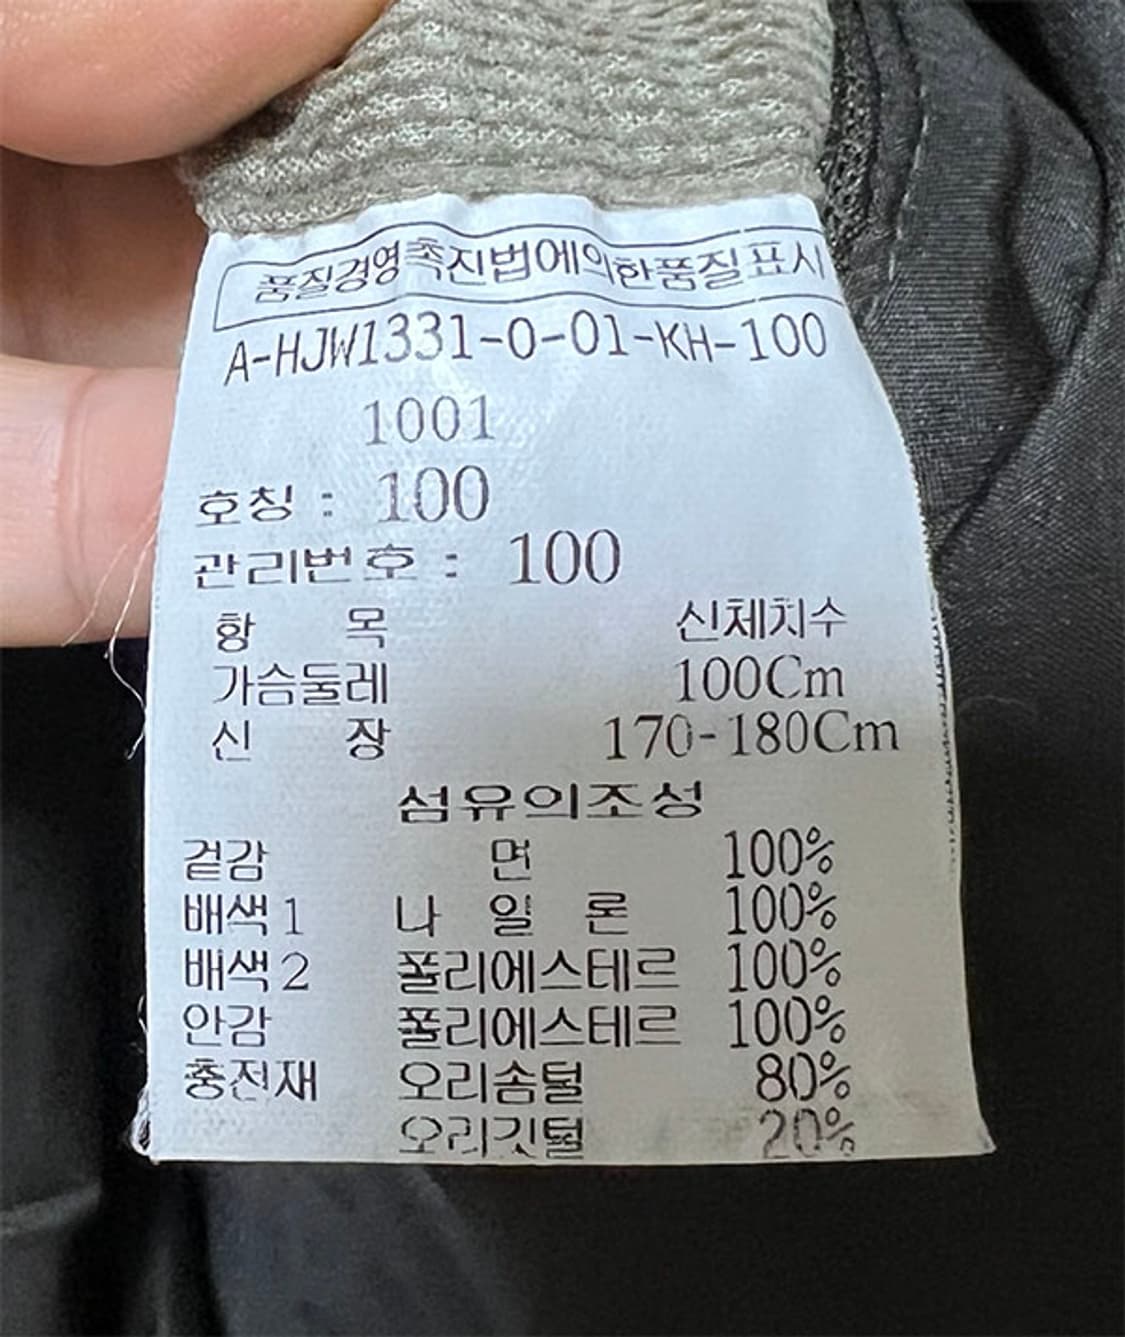 품질경영촉진법에의한품질표시
A-HJW1331-0-01-KH-100
1001
호칭 : 100
관리번호 : 100
항 목 신체치수
가슴둘레 100Cm
신 장 170-180Cm
섬유의조성
겉감 면 100%
배색1 나 일 론 100%
배색2 폴리에스테르 100%
안감 폴리에스테르 100%
충전재 오리솜털 80%
오리깃털 20%